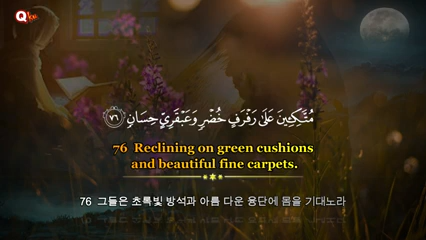 مُتَّكِئِينَ عَلَىٰ رَفْرَفٍ خُضْرٍ وَعَبْقَرِيٍّ حِسَانٍ ﴿٧٦﴾
76 Reclining on green cushions
and beautiful fine carpets.
76 그들은 초록빛 방석과 아름 다운 융단에 몸을 기대노라